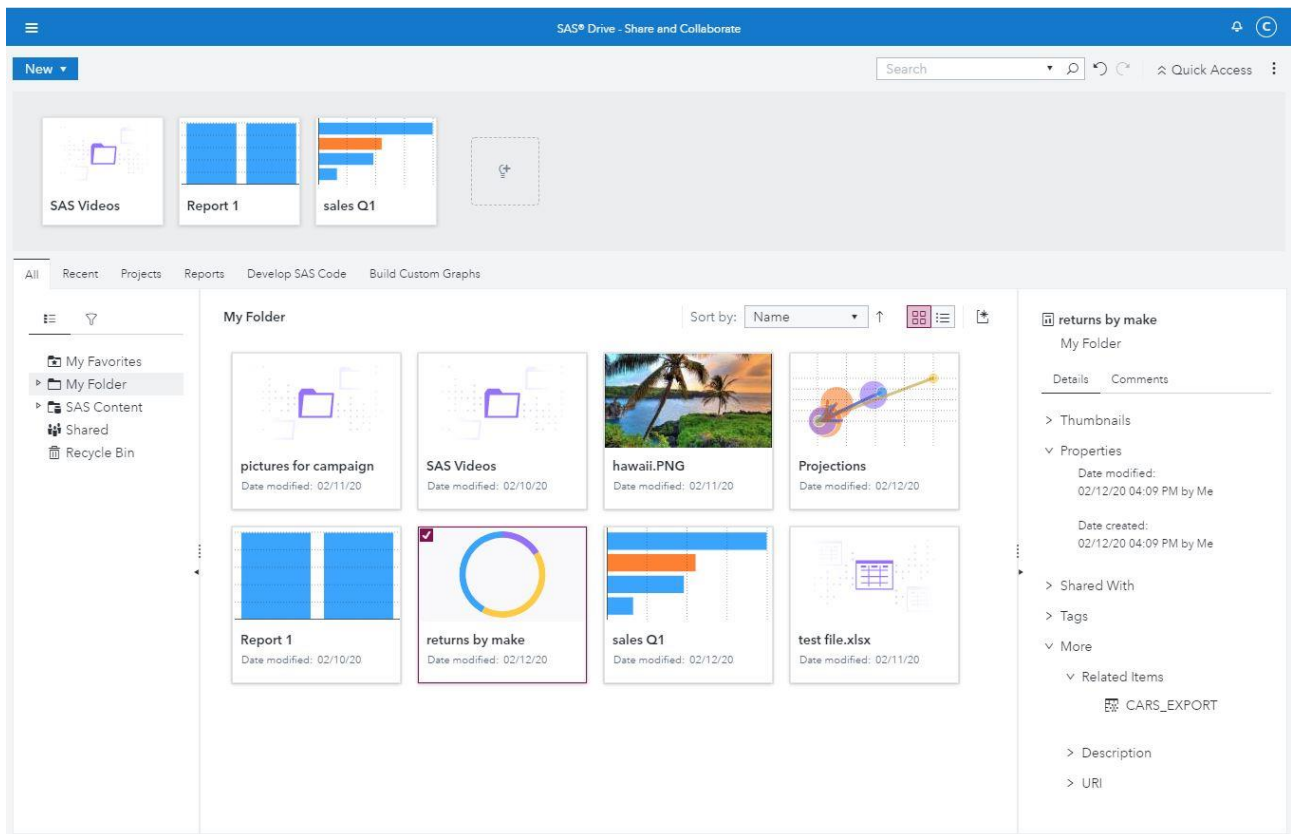 SAS® Drive - Share and Collaborate
C
New
Search
Quick Access
SAS Videos
Report 1
sales Q1
All
Recent
Projects
Reports
Develop SAS Code
Build Custom Graphs
My Favorites
My Folder
SAS Content
Shared
Recycle Bin
My Folder
Sort by:
Name
pictures for campaign
Date modified: 02/11/20
SAS Videos
Date modified: 02/10/20
hawaii.PNG
Date modified: 02/11/20
Projections
Date modified: 02/12/20
Report 1
Date modified: 02/10/20
returns by make
Date modified: 02/12/20
sales Q1
Date modified: 02/12/20
test file.xlsx
Date modified: 02/11/20
returns by make
My Folder
Details
Comments
Thumbnails
Properties
Date modified:
02/12/20 04:09 PM by Me
Date created:
02/12/20 04:09 PM by Me
Shared With
Tags
More
Related Items
CARS_EXPORT
Description
URI